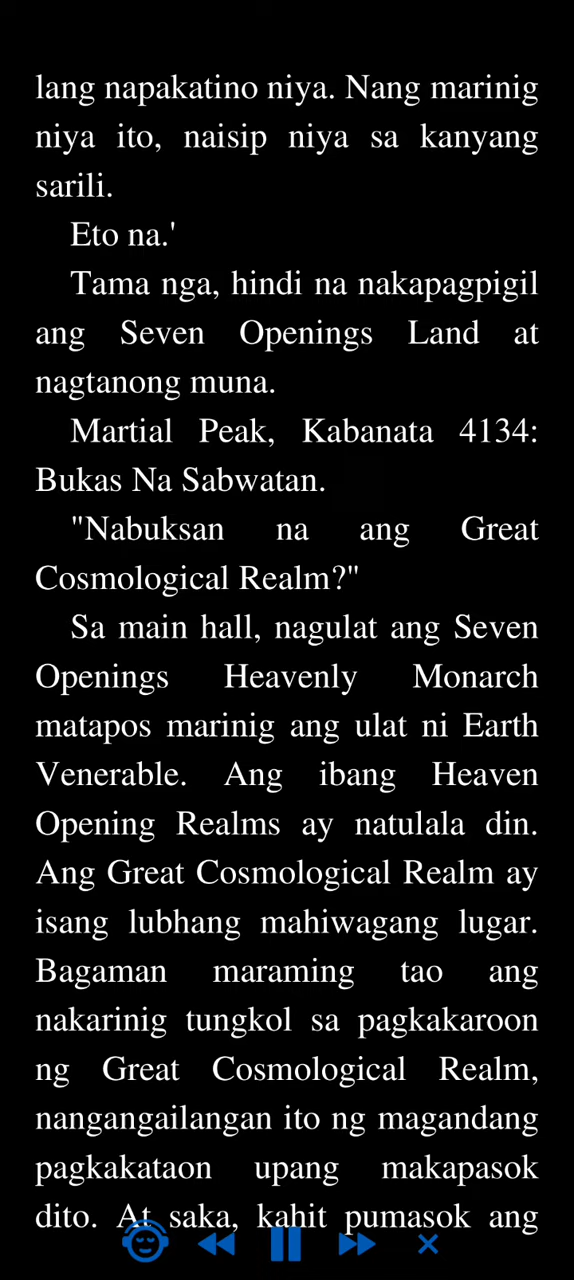 lang napakatino niya. Nang marinig
niya ito, naisip niya sa kanyang
sarili.
Eto na.'
Tama nga, hindi na nakapagpigil
ang Seven Openings Land at
nagtanong muna.
Martial Peak, Kabanata 4134:
Bukas Na Sabwatan.
"Nabuksan na ang Great
Cosmological Realm?"
Sa main hall, nagulat ang Seven
Openings Heavenly Monarch
matapos marinig ang ulat ni Earth
Venerable. Ang ibang Heaven
Opening Realms ay natulala din.
Ang Great Cosmological Realm ay
isang lubhang mahiwagang lugar.
Bagaman maraming tao ang
nakarinig tungkol sa pagkakaroon
ng Great Cosmological Realm,
nangangailangan ito ng magandang
pagkakataon upang makapasok
dito. At saka, kahit pumasok ang